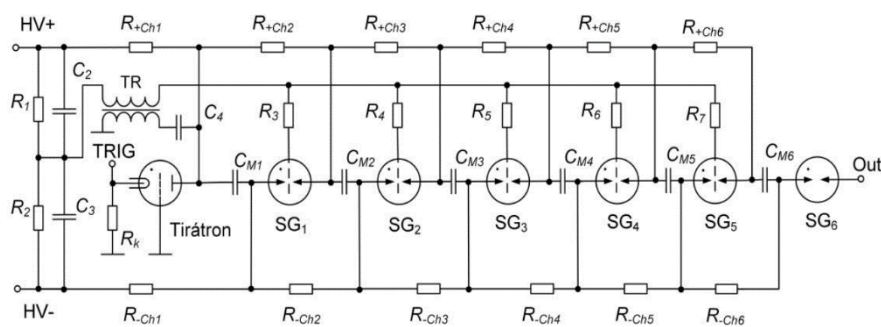 HV+ R+Ch1 R+Ch2 R+Ch3 R+Ch4 R+Ch5 R+Ch6
C2 TR
R1 C4 R3 R4 R5 R6 R7
TRIG CM1 CM2 CM3 CM4 CM5 CM6 Out
R2 C3 Rk Tirátron SG1 SG2 SG3 SG4 SG5 SG6
HV- R-Ch1 R-Ch2 R-Ch3 R-Ch4 R-Ch5 R-Ch6